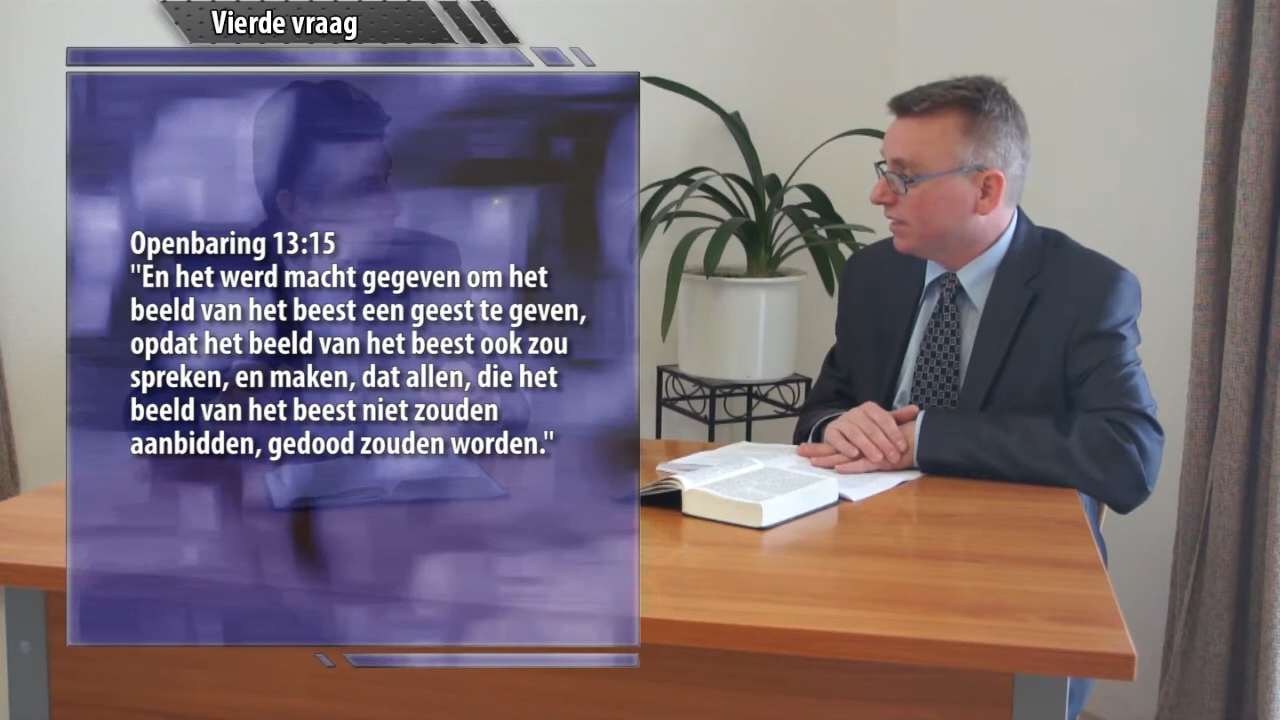 Vierde vraag
Openbaring 13:15
"En het werd macht gegeven om het
beeld van het beest een geest te geven,
opdat het beeld van het beest ook zou
spreken, en maken, dat allen, die het
beeld van het beest niet zouden
aanbidden, gedood zouden worden."